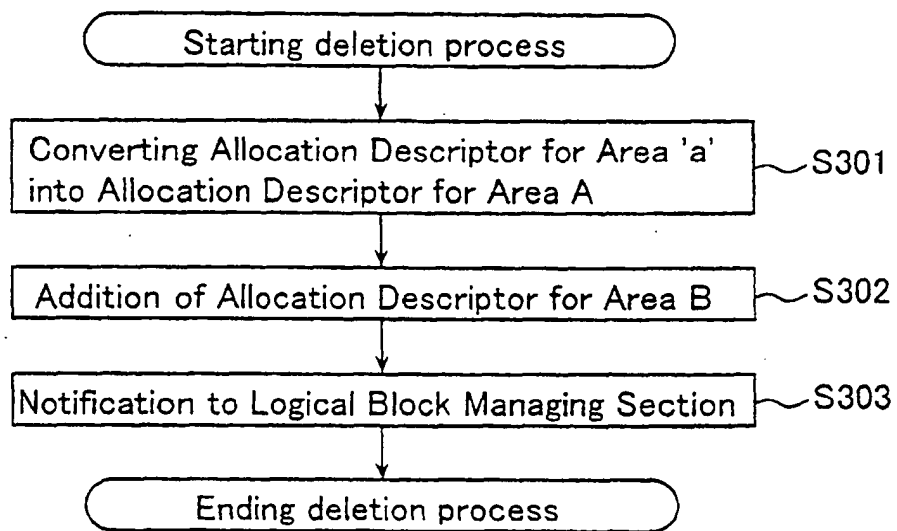 Starting deletion process
Converting Allocation Descriptor for Area 'a'
into Allocation Descriptor for Area A
S301
Addition of Allocation Descriptor for Area B
S302
Notification to Logical Block Managing Section
S303
Ending deletion process